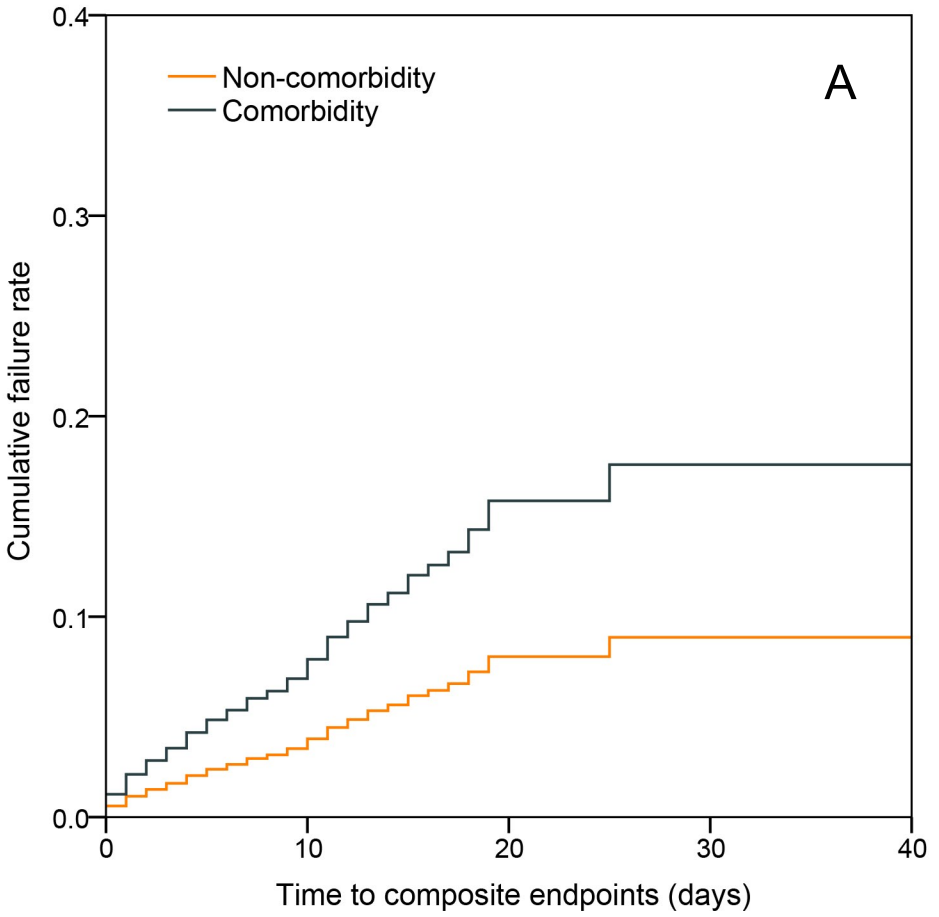 A
Non-comorbidity
Comorbidity
Cumulative failure rate
0.4
0.3
0.2
0.1
0.0
0 10 20 30 40
Time to composite endpoints (days)